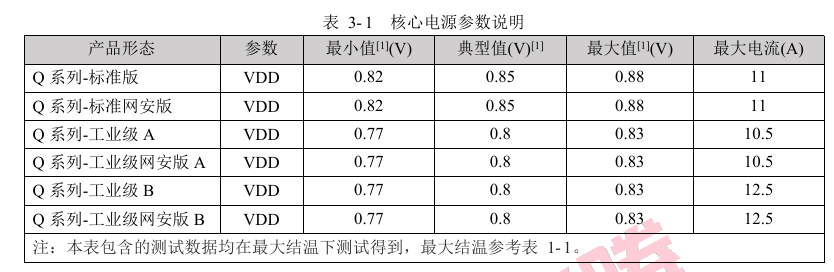 表 3-1 核心电源参数说明
产品形态 参数 最小值[1](V) 典型值(V)[1] 最大值[1](V) 最大电流(A)
Q 系列-标准版 VDD 0.82 0.85 0.88 11
Q 系列-标准网安版 VDD 0.82 0.85 0.88 11
Q 系列-工业级 A VDD 0.77 0.8 0.83 10.5
Q 系列-工业级网安版 A VDD 0.77 0.8 0.83 10.5
Q 系列-工业级 B VDD 0.77 0.8 0.83 12.5
Q 系列-工业级网安版 B VDD 0.77 0.8 0.83 12.5
注：本表包含的测试数据均在最大结温下测试得到，最大结温参考表 1-1。